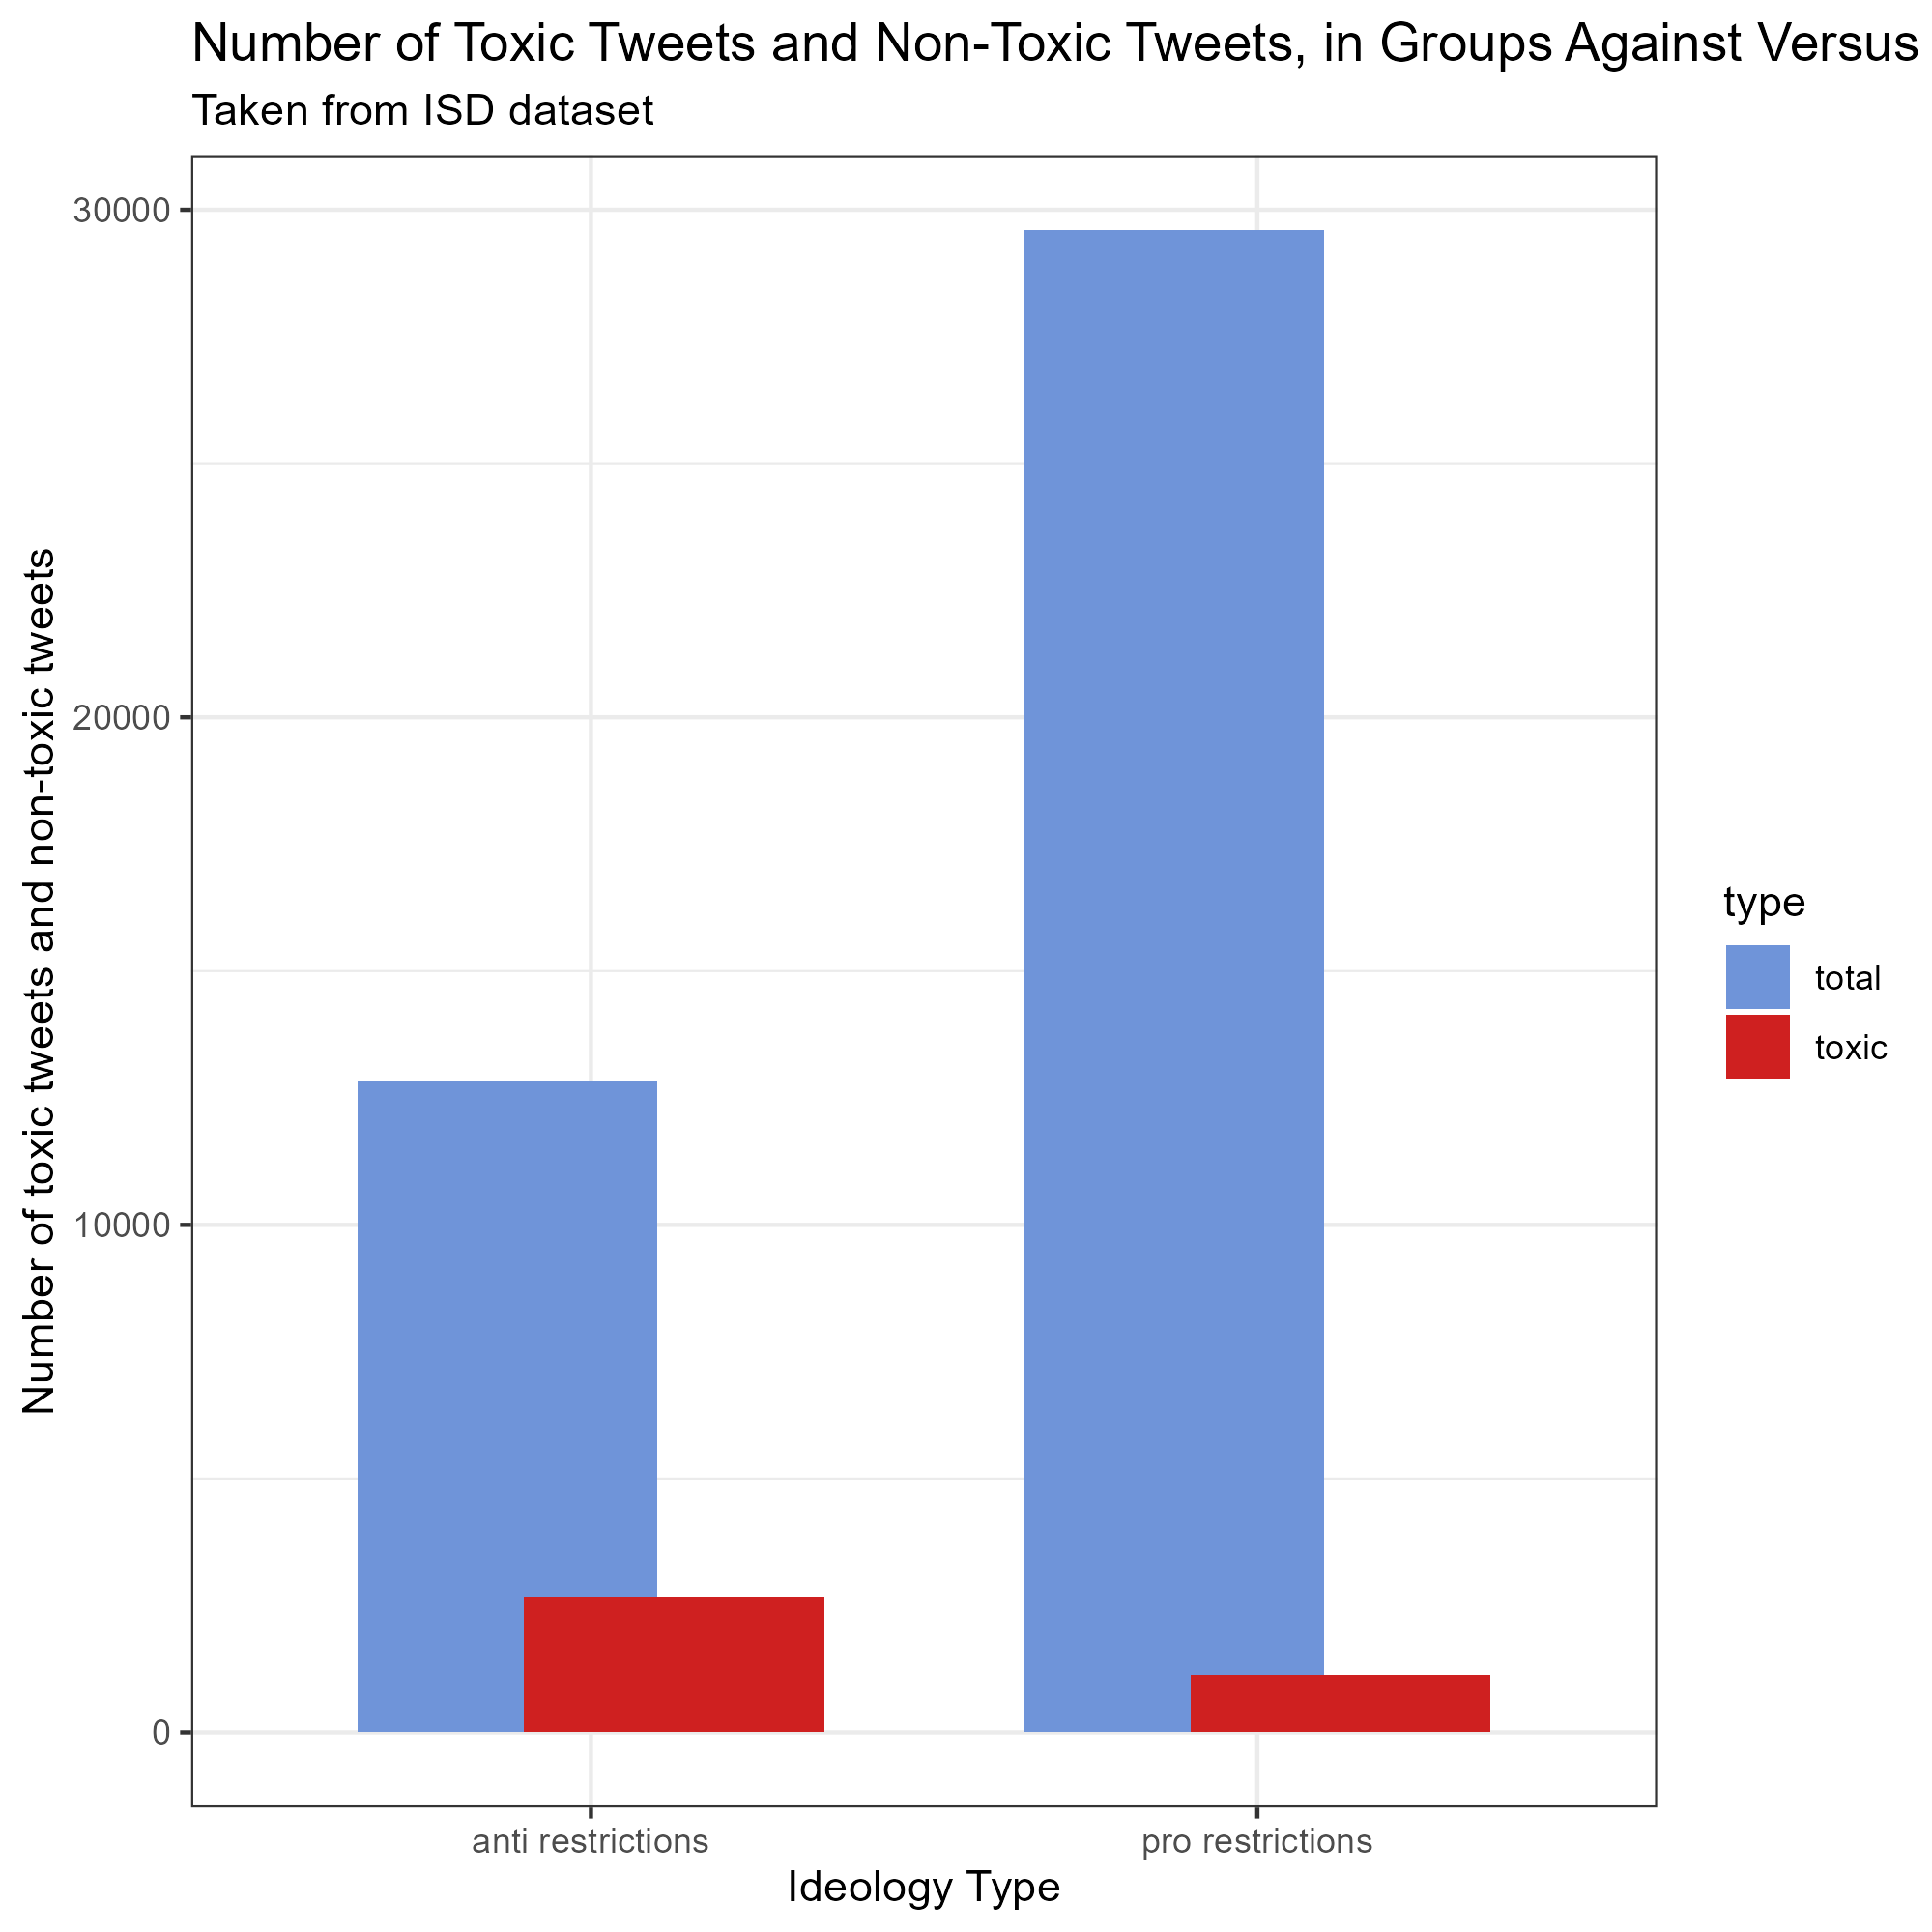 Number of Toxic Tweets and Non-Toxic Tweets, in Groups Against Versus
Taken from ISD dataset
Number of toxic tweets and non-toxic tweets
30000
20000
10000
0
anti restrictions
pro restrictions
Ideology Type
type
total
toxic